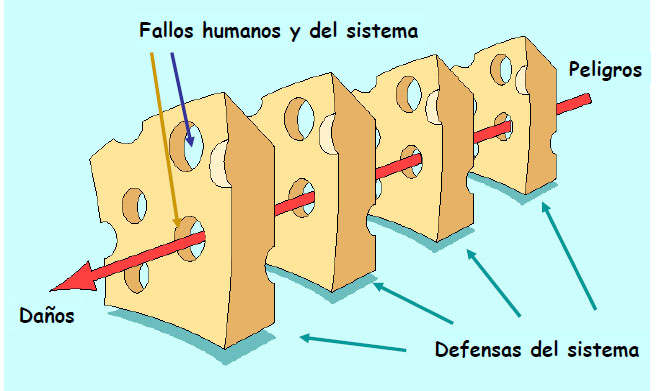 Fallos humanos y del sistema
Peligros
Daños
Defensas del sistema